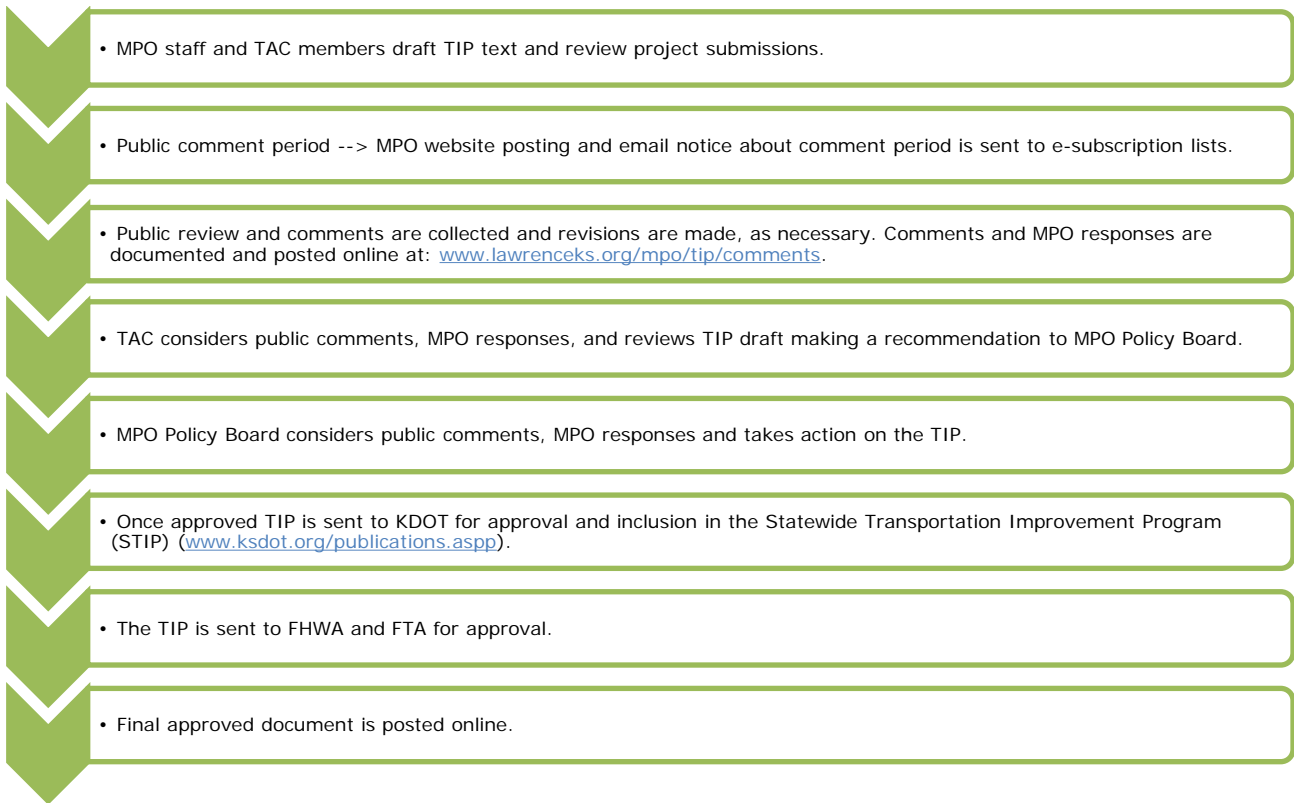 • MPO staff and TAC members draft TIP text and review project submissions.
• Public comment period --> MPO website posting and email notice about comment period is sent to e-subscription lists.
• Public review and comments are collected and revisions are made, as necessary. Comments and MPO responses are
documented and posted online at: www.lawrenceks.org/mpo/tip/comments.
• TAC considers public comments, MPO responses, and reviews TIP draft making a recommendation to MPO Policy Board.
• MPO Policy Board considers public comments, MPO responses and takes action on the TIP.
• Once approved TIP is sent to KDOT for approval and inclusion in the Statewide Transportation Improvement Program
(STIP) (www.ksdot.org/publications.aspp).
• The TIP is sent to FHWA and FTA for approval.
• Final approved document is posted online.